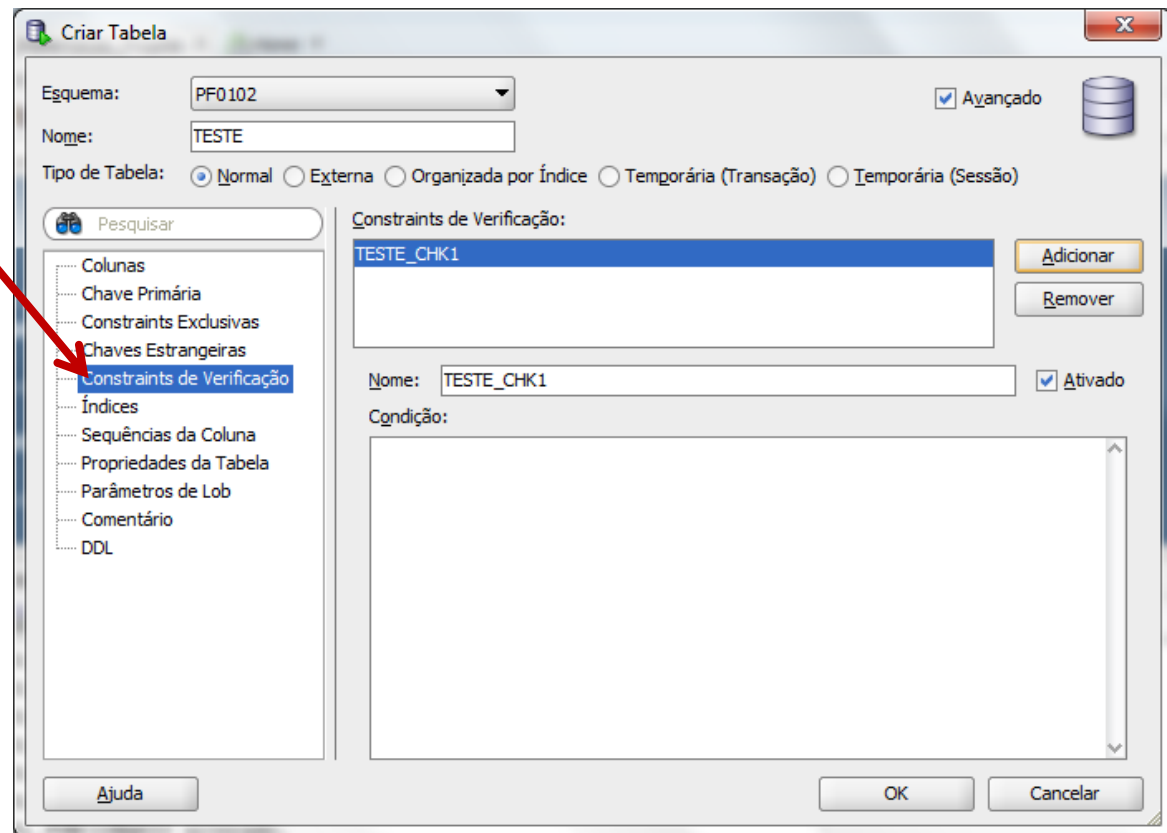 Criar Tabela
Esquema: PF0102 Avançado
Nome: TESTE
Tipo de Tabela: Normal Externa Organizada por Índice Temporária (Transação) Temporária (Sessão)
Pesquisar
Colunas
Chave Primária
Constraints Exclusivas
Chaves Estrangeiras
Constraints de Verificação
Índices
Sequências da Coluna
Propriedades da Tabela
Parâmetros de Lob
Comentário
DDL
Constraints de Verificação:
TESTE_CHK1
Adicionar
Remover
Nome: TESTE_CHK1 Ativado
Condição:
Ajuda OK Cancelar